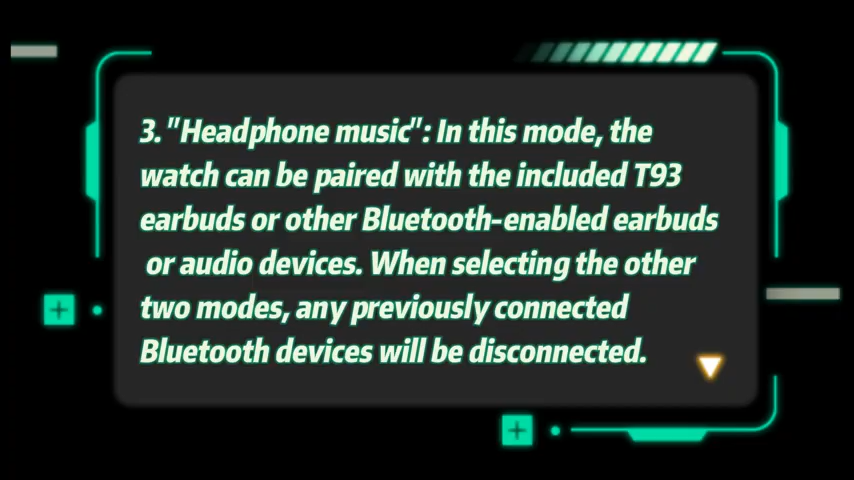 3. "Headphone music": In this mode, the
watch can be paired with the included T93
earbuds or other Bluetooth-enabled earbuds
or audio devices. When selecting the other
two modes, any previously connected
Bluetooth devices will be disconnected.